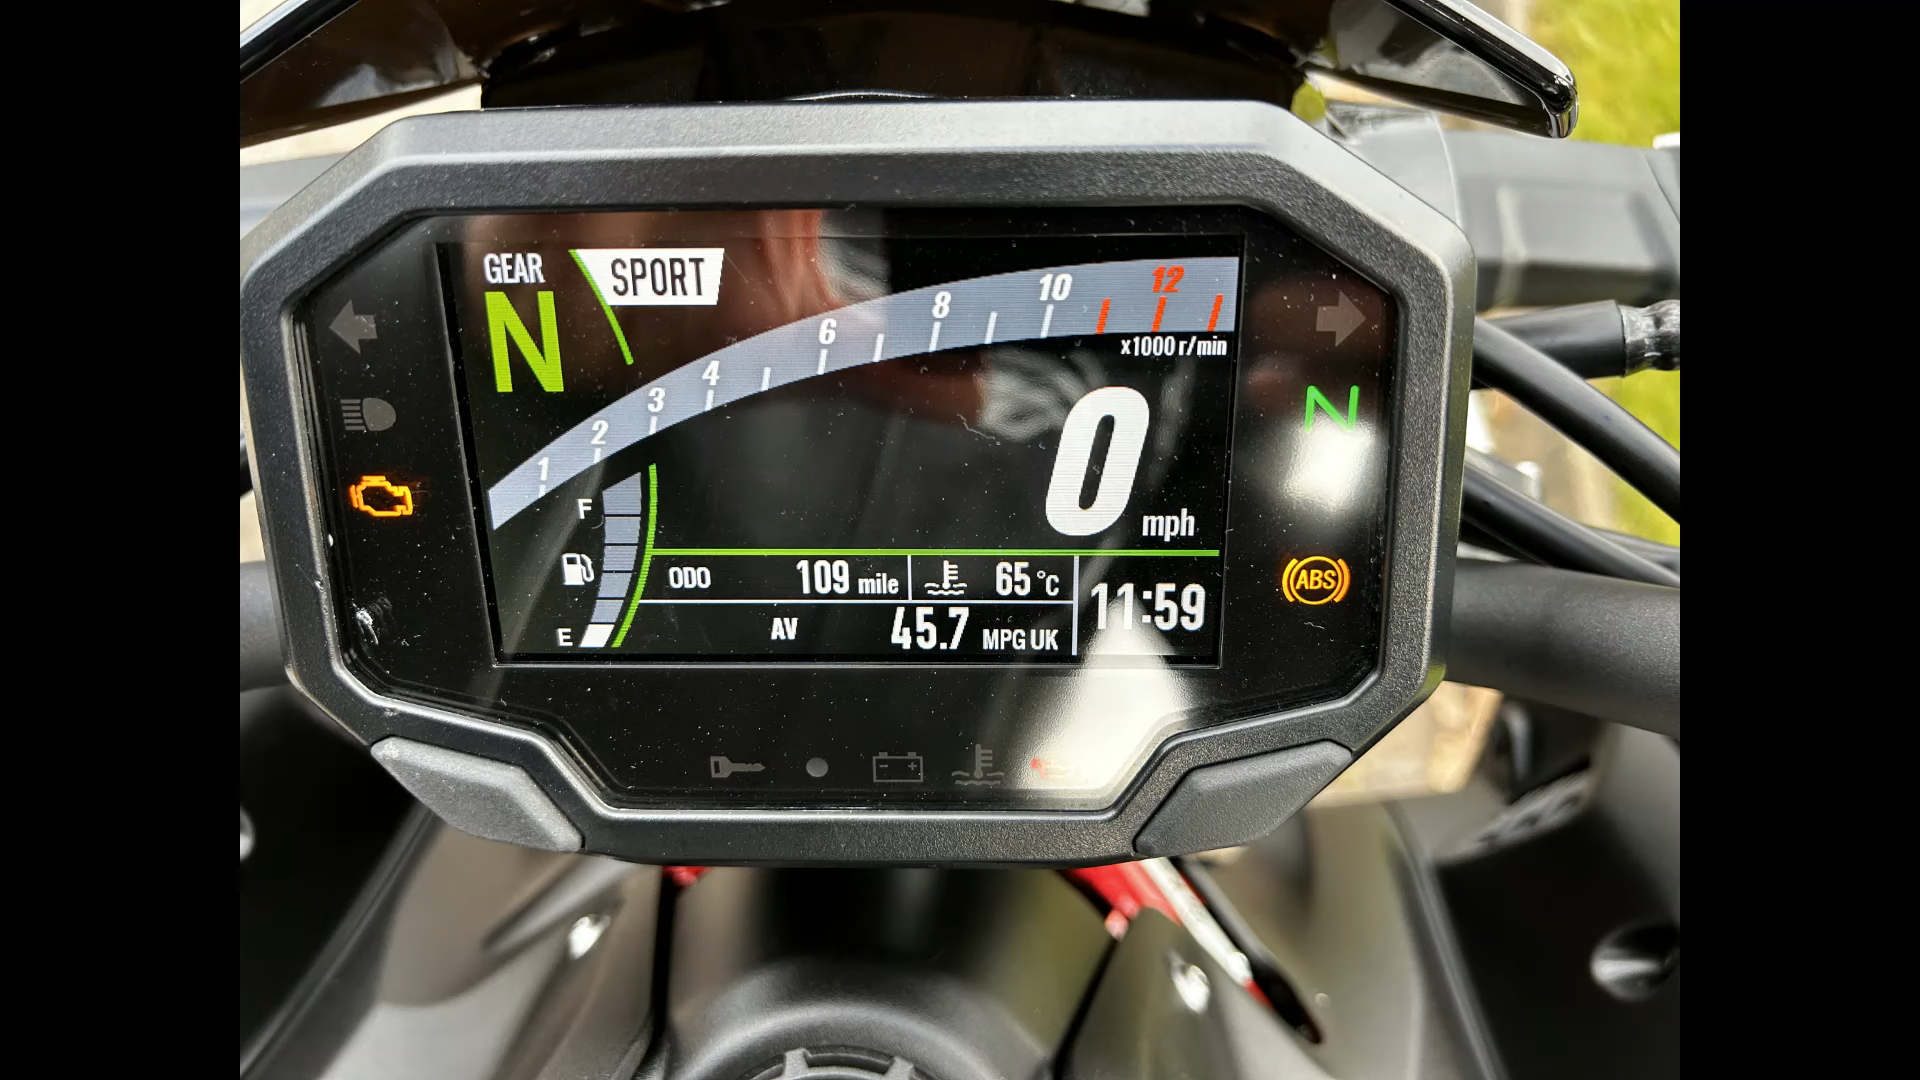 GEAR
N
SPORT
1 2 3 4 6 8 10 12
x1000 r/min
0 mph
N
F
E
ODO 109 mile
65 °C
11:59
AV 45.7 MPG UK
ABS